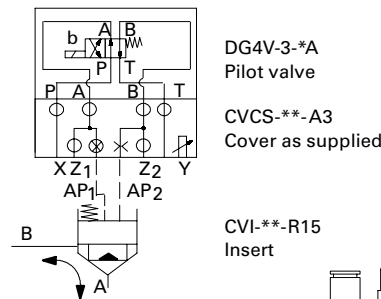 A B
b
P T
P A B T
X Z1 Z2 Y
AP1 AP2
B
A
DG4V-3-*A
Pilot valve
CVCS-**-A3
Cover as supplied
CVI-**-R15
Insert